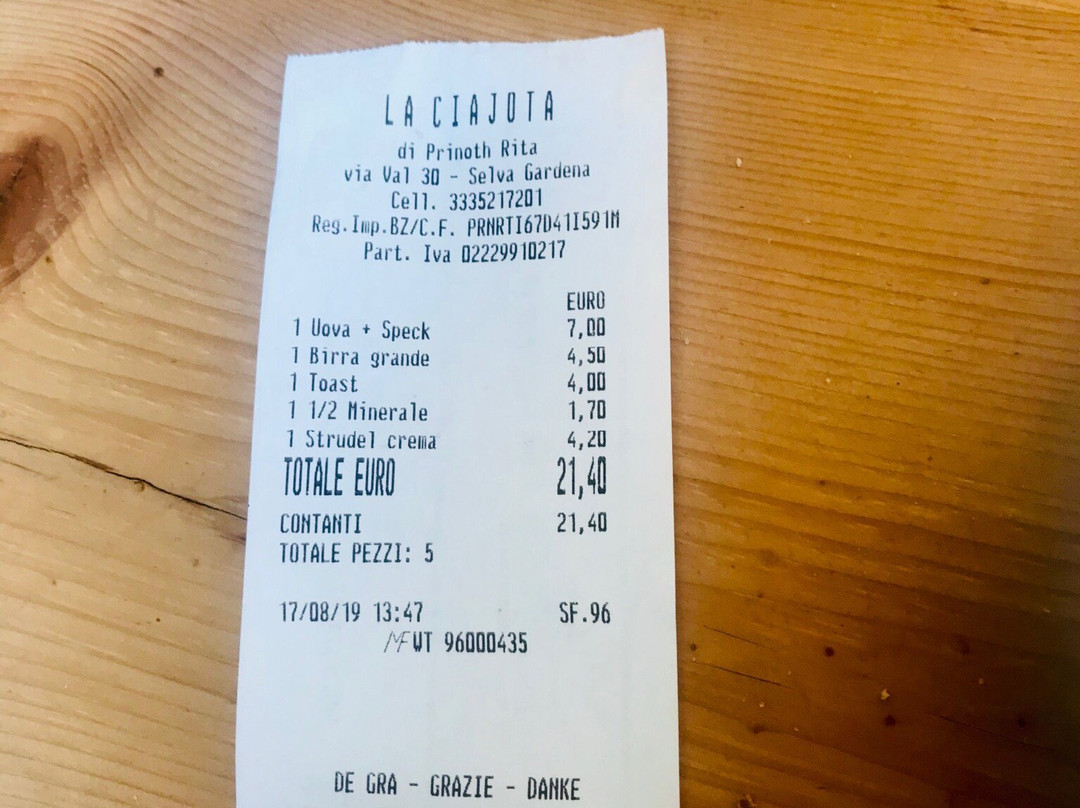 LA CIAJOTA
di Prinoth Rita
via Val 30 - Selva Gardena
Cell. 3335217201
Reg.Imp.BZ/C.F. PRNRTI67D41I591M
Part. Iva 02229910217
EURO
1 Uova + Speck 7,00
1 Birra grande 4,50
1 Toast 4,00
1 1/2 Minerale 1,70
1 Strudel crema 4,20
TOTALE EURO 21,40
CONTANTI 21,40
TOTALE PEZZI: 5
17/08/19 13:47 SF.96
MF WT 96000435
DE GRA - GRAZIE - DANKE